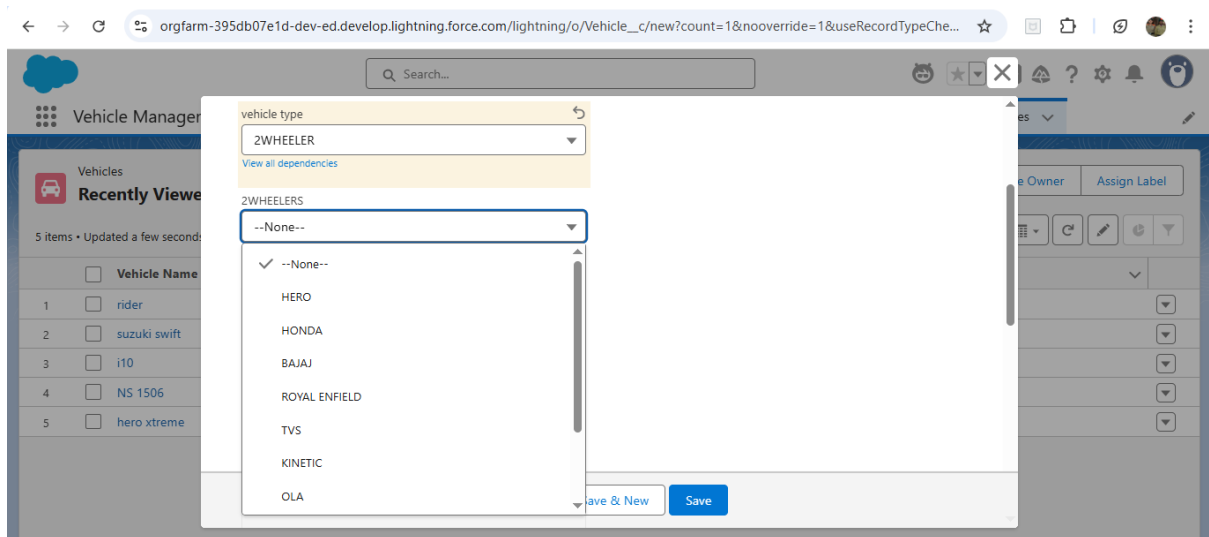 orgfarm-395db07e1d-dev-ed.develop.lightning.force.com/lightning/o/Vehicle__c/new?count=1&nooverride=1&useRecordTypeChe...
Search...
Vehicle Manager
es
vehicle type
2WHEELER
View all dependencies
Vehicles
Recently Viewe
e Owner
Assign Label
2WHEELERS
--None--
5 items • Updated a few seconds
Vehicle Name
--None--
HERO
HONDA
BAJAJ
ROYAL ENFIELD
TVS
KINETIC
OLA
1 rider
2 suzuki swift
3 i10
4 NS 1506
5 hero xtreme
Save & New
Save